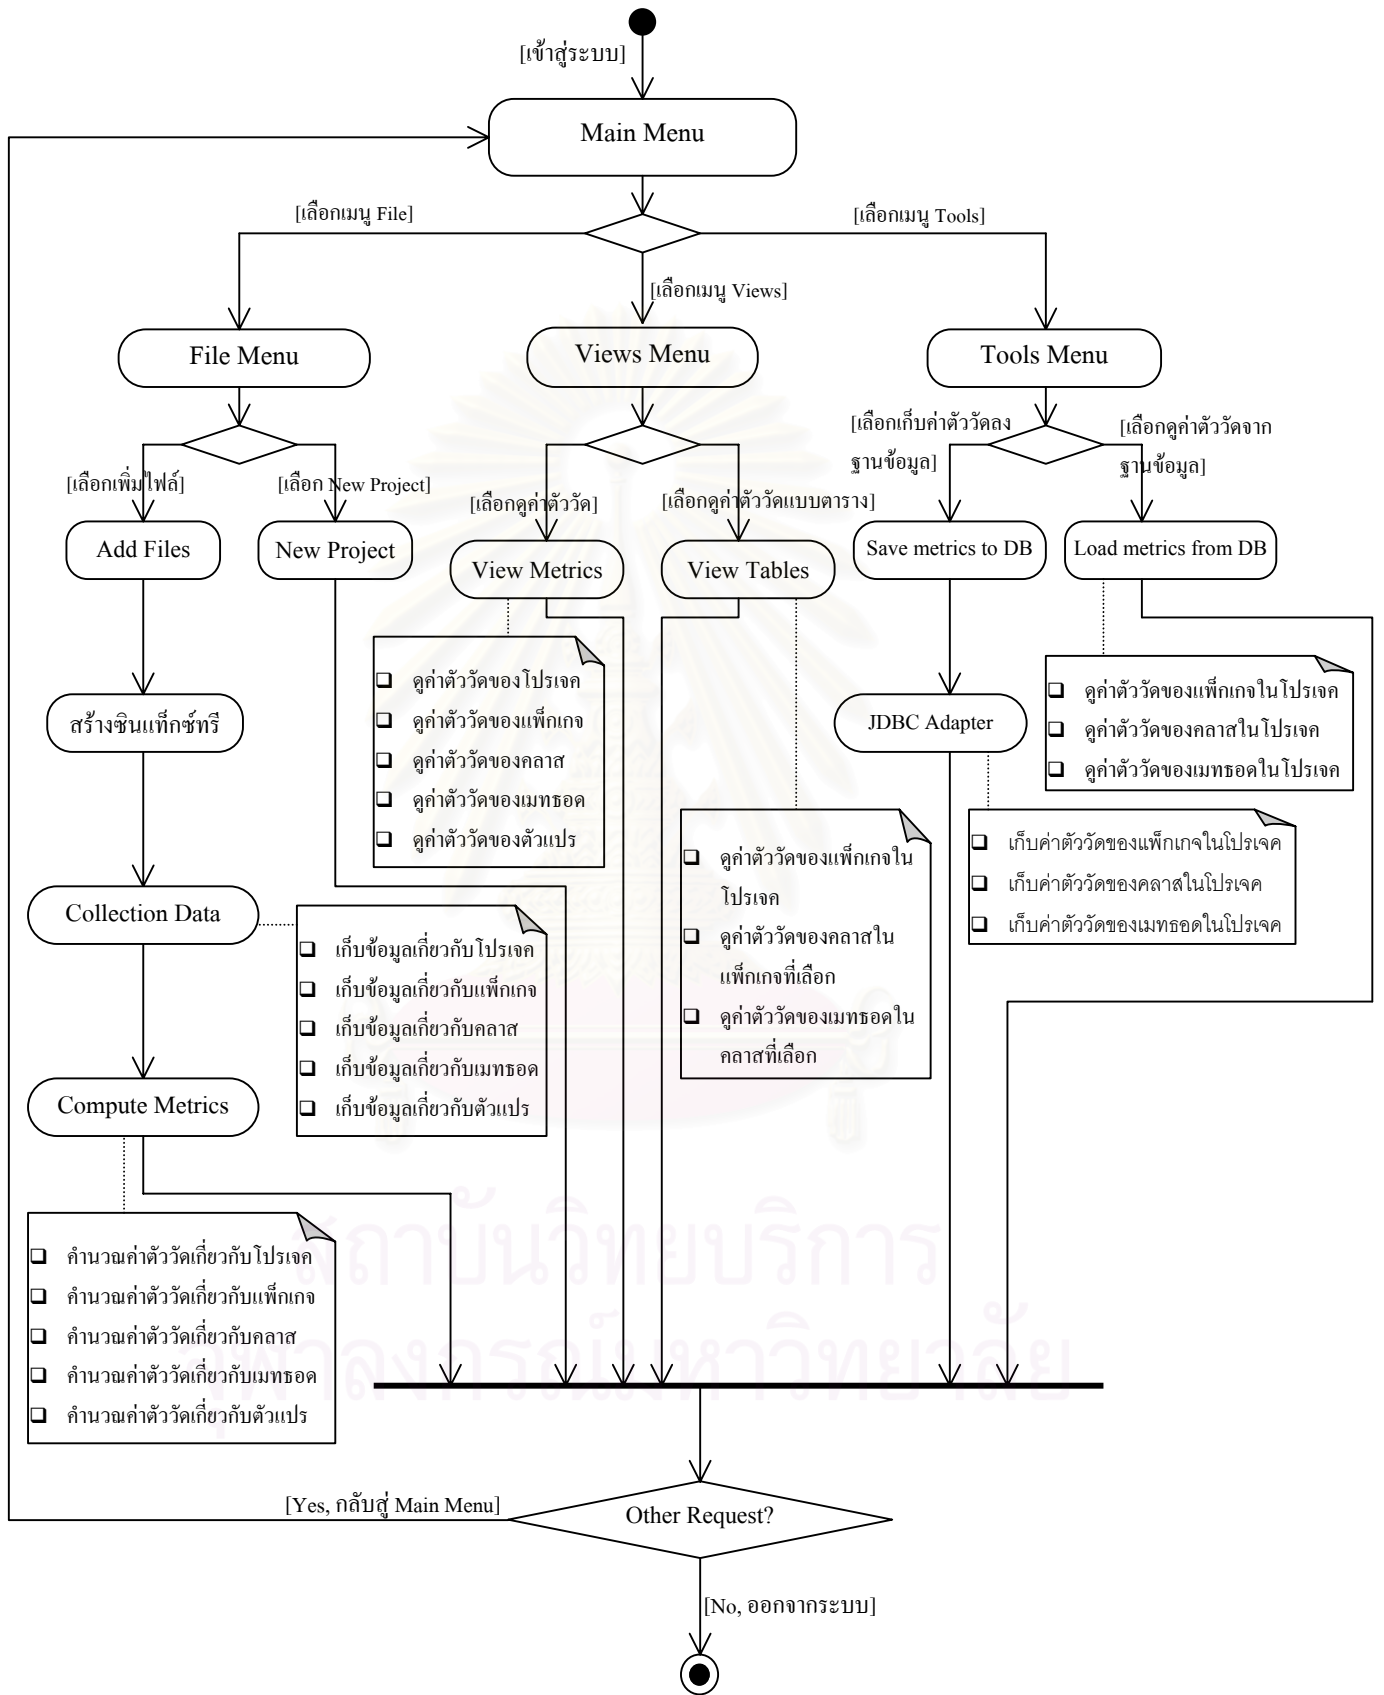 [เข้าสู่ระบบ]
Main Menu
[เลือกเมนู File]
[เลือกเมนู Tools]
[เลือกเมนู Views]
File Menu
Views Menu
Tools Menu
[เลือกเก็บค่าตัววัดลง
ฐานข้อมูล]
[เลือกดูค่าตัววัดจาก
ฐานข้อมูล]
[เลือกเพิ่มไฟล์]
[เลือก New Project]
[เลือกดูค่าตัววัด]
[เลือกดูค่าตัววัดแบบตาราง]
Add Files
New Project
View Metrics
View Tables
Save metrics to DB
Load metrics from DB
❑ ดูค่าตัววัดของโปรเจค
❑ ดูค่าตัววัดของแพ็กเกจ
❑ ดูค่าตัววัดของคลาส
❑ ดูค่าตัววัดของเมทธอด
❑ ดูค่าตัววัดของตัวแปร
❑ ดูค่าตัววัดของแพ็กเกจในโปรเจค
❑ ดูค่าตัววัดของคลาสในโปรเจค
❑ ดูค่าตัววัดของเมทธอดในโปรเจค
สร้างซินแท็กซ์ทรี
JDBC Adapter
❑ ดูค่าตัววัดของแพ็กเกจใน
โปรเจค
❑ ดูค่าตัววัดของคลาสใน
แพ็กเกจที่เลือก
❑ ดูค่าตัววัดของเมทธอดใน
คลาสที่เลือก
❑ เก็บค่าตัววัดของแพ็กเกจในโปรเจค
❑ เก็บค่าตัววัดของคลาสในโปรเจค
❑ เก็บค่าตัววัดของเมทธอดในโปรเจค
Collection Data
❑ เก็บข้อมูลเกี่ยวกับโปรเจค
❑ เก็บข้อมูลเกี่ยวกับแพ็กเกจ
❑ เก็บข้อมูลเกี่ยวกับคลาส
❑ เก็บข้อมูลเกี่ยวกับเมทธอด
❑ เก็บข้อมูลเกี่ยวกับตัวแปร
Compute Metrics
❑ คำนวณค่าตัววัดเกี่ยวกับโปรเจค
❑ คำนวณค่าตัววัดเกี่ยวกับแพ็กเกจ
❑ คำนวณค่าตัววัดเกี่ยวกับคลาส
❑ คำนวณค่าตัววัดเกี่ยวกับเมทธอด
❑ คำนวณค่าตัววัดเกี่ยวกับตัวแปร
สถาบันวิทยบริการ
จุฬาลงกรณ์มหาวิทยาลัย
[Yes, กลับสู่ Main Menu]
Other Request?
[No, ออกจากระบบ]